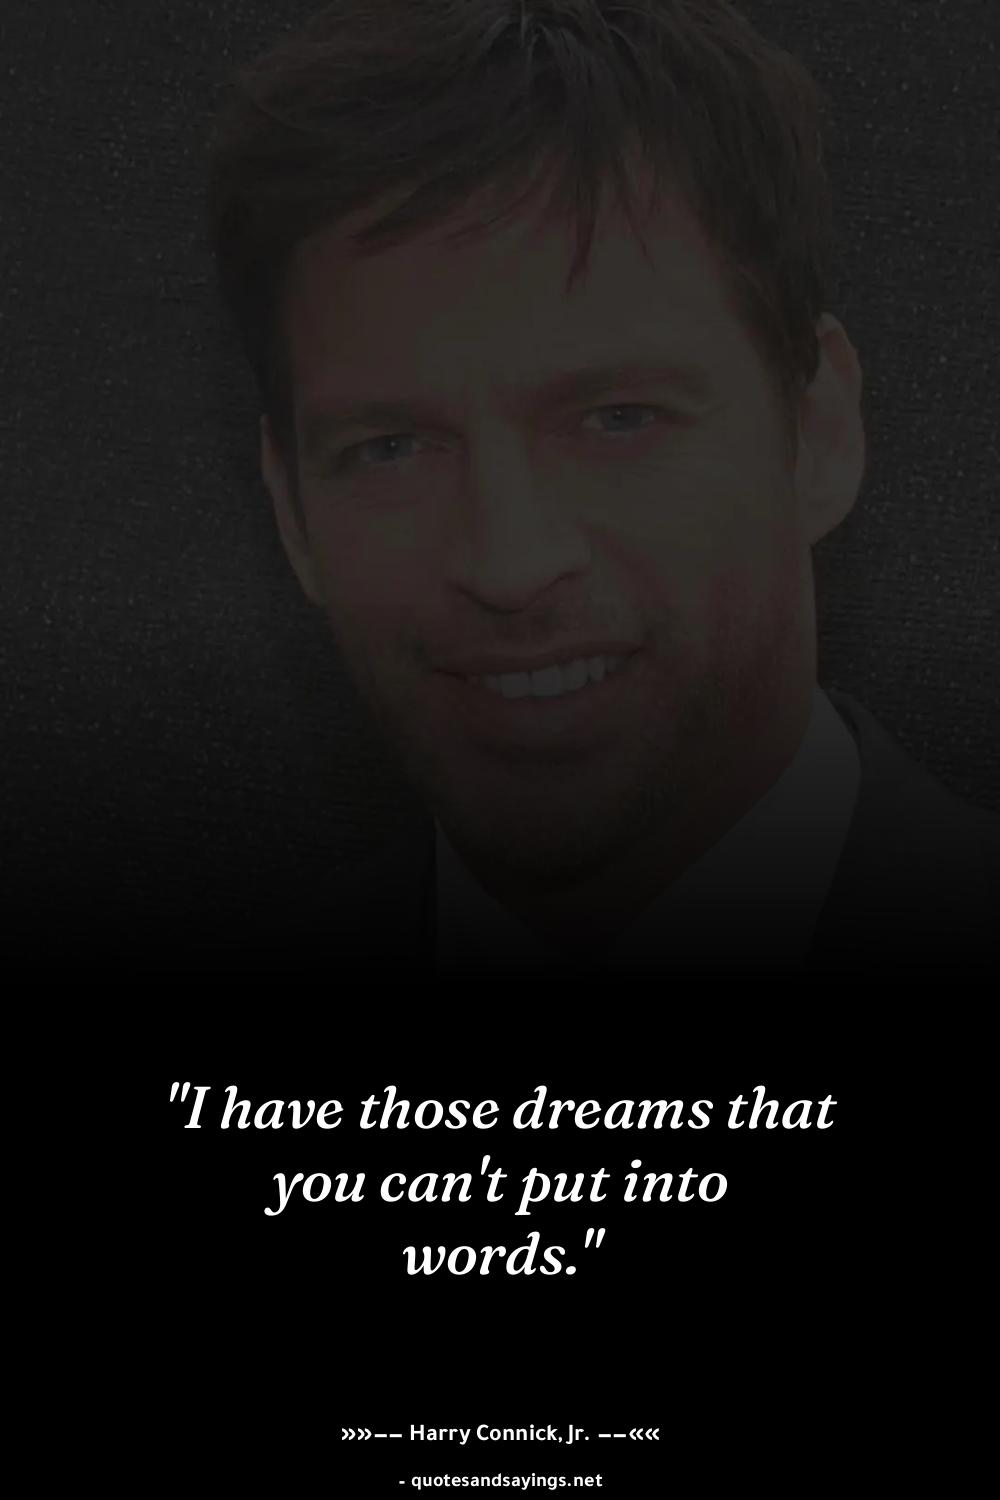 "I have those dreams that
you can't put into
words."
»»−− Harry Connick, Jr. −−««
- quotesandsayings.net